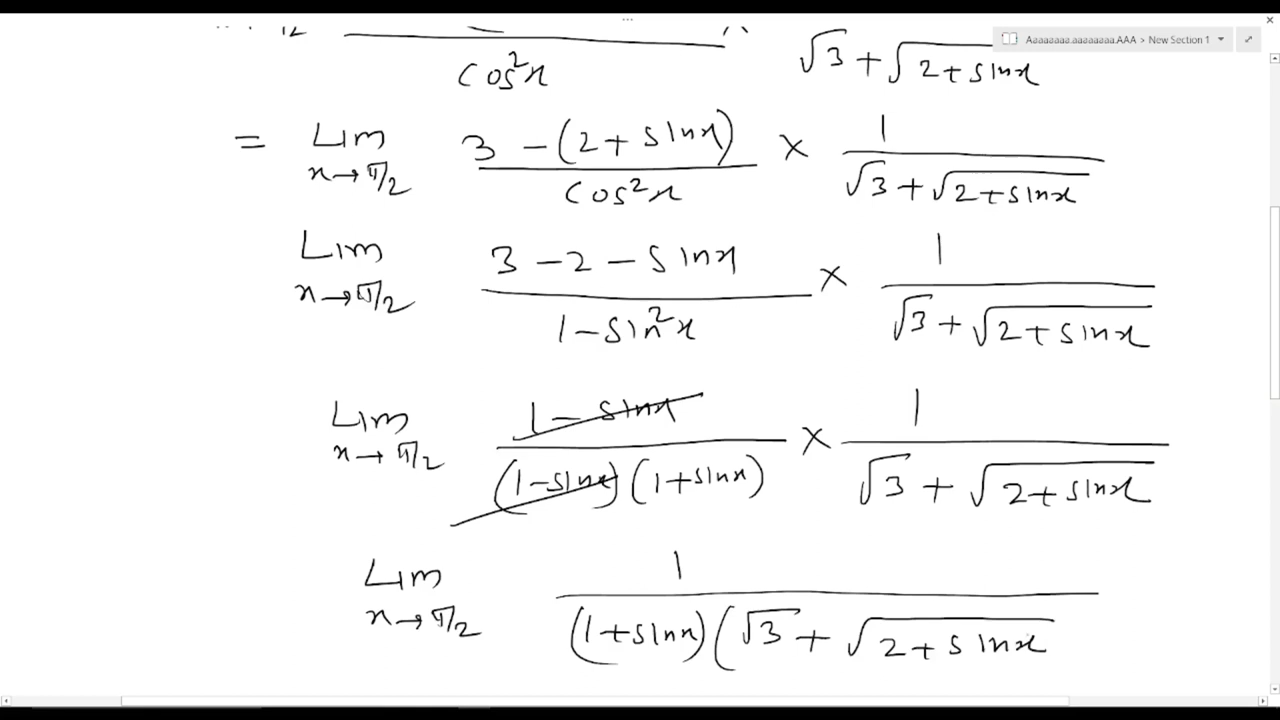 Aaaaaaaa.aaaaaaaa.AAA > New Section 1
cos²x √3 + √(2 + sinx)
= Lim x→π/2 3 - (2 + sinx) / cos²x × 1 / √3 + √(2 + sinx)
Lim x→π/2 3 - 2 - sinx / 1 - sin²x × 1 / √3 + √(2 + sinx)
Lim x→π/2 1 - sinx / (1 - sinx)(1 + sinx) × 1 / √3 + √(2 + sinx)
Lim x→π/2 1 / (1 + sinx)(√3 + √(2 + sinx)